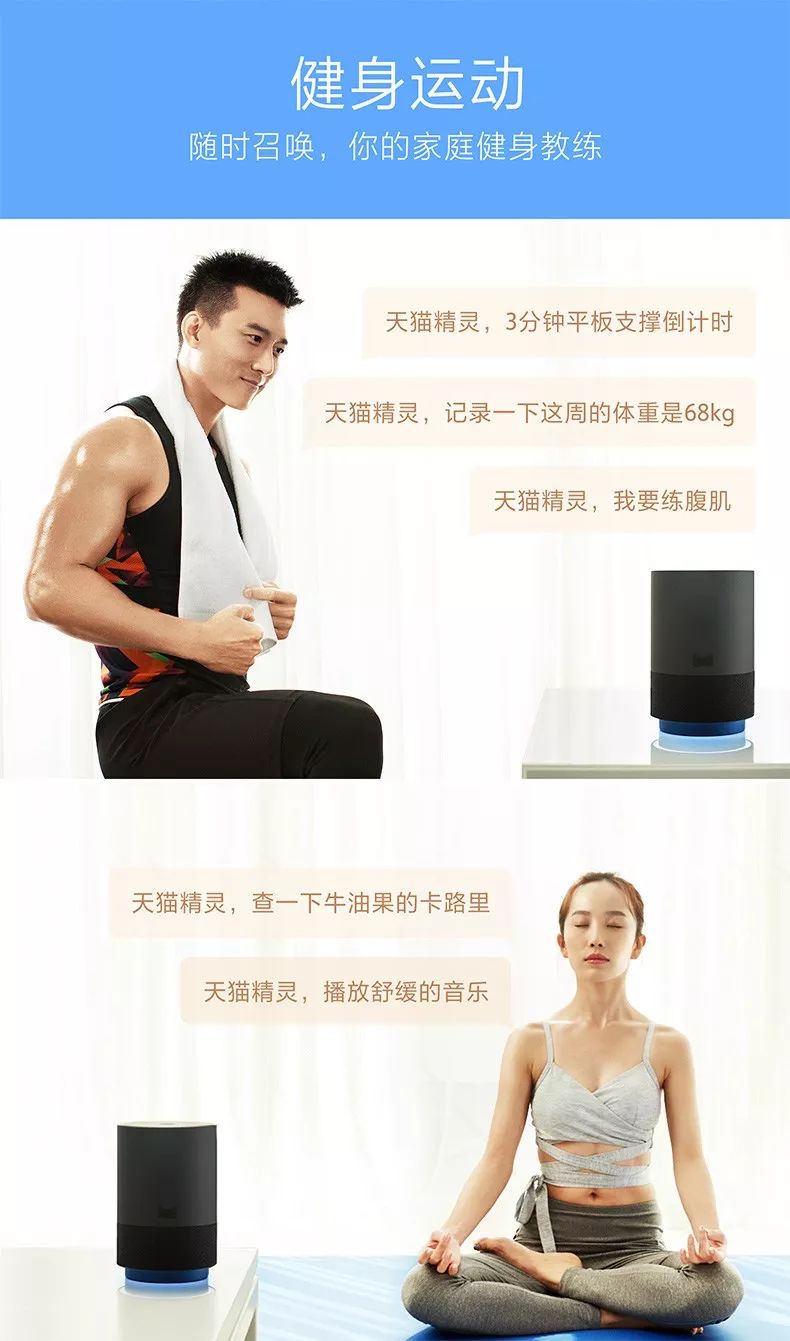 健身运动
随时召唤，你的家庭健身教练
天猫精灵，3分钟平板支撑倒计时
天猫精灵，记录一下这周的体重是68kg
天猫精灵，我要练腹肌
天猫精灵，查一下牛油果的卡路里
天猫精灵，播放舒缓的音乐